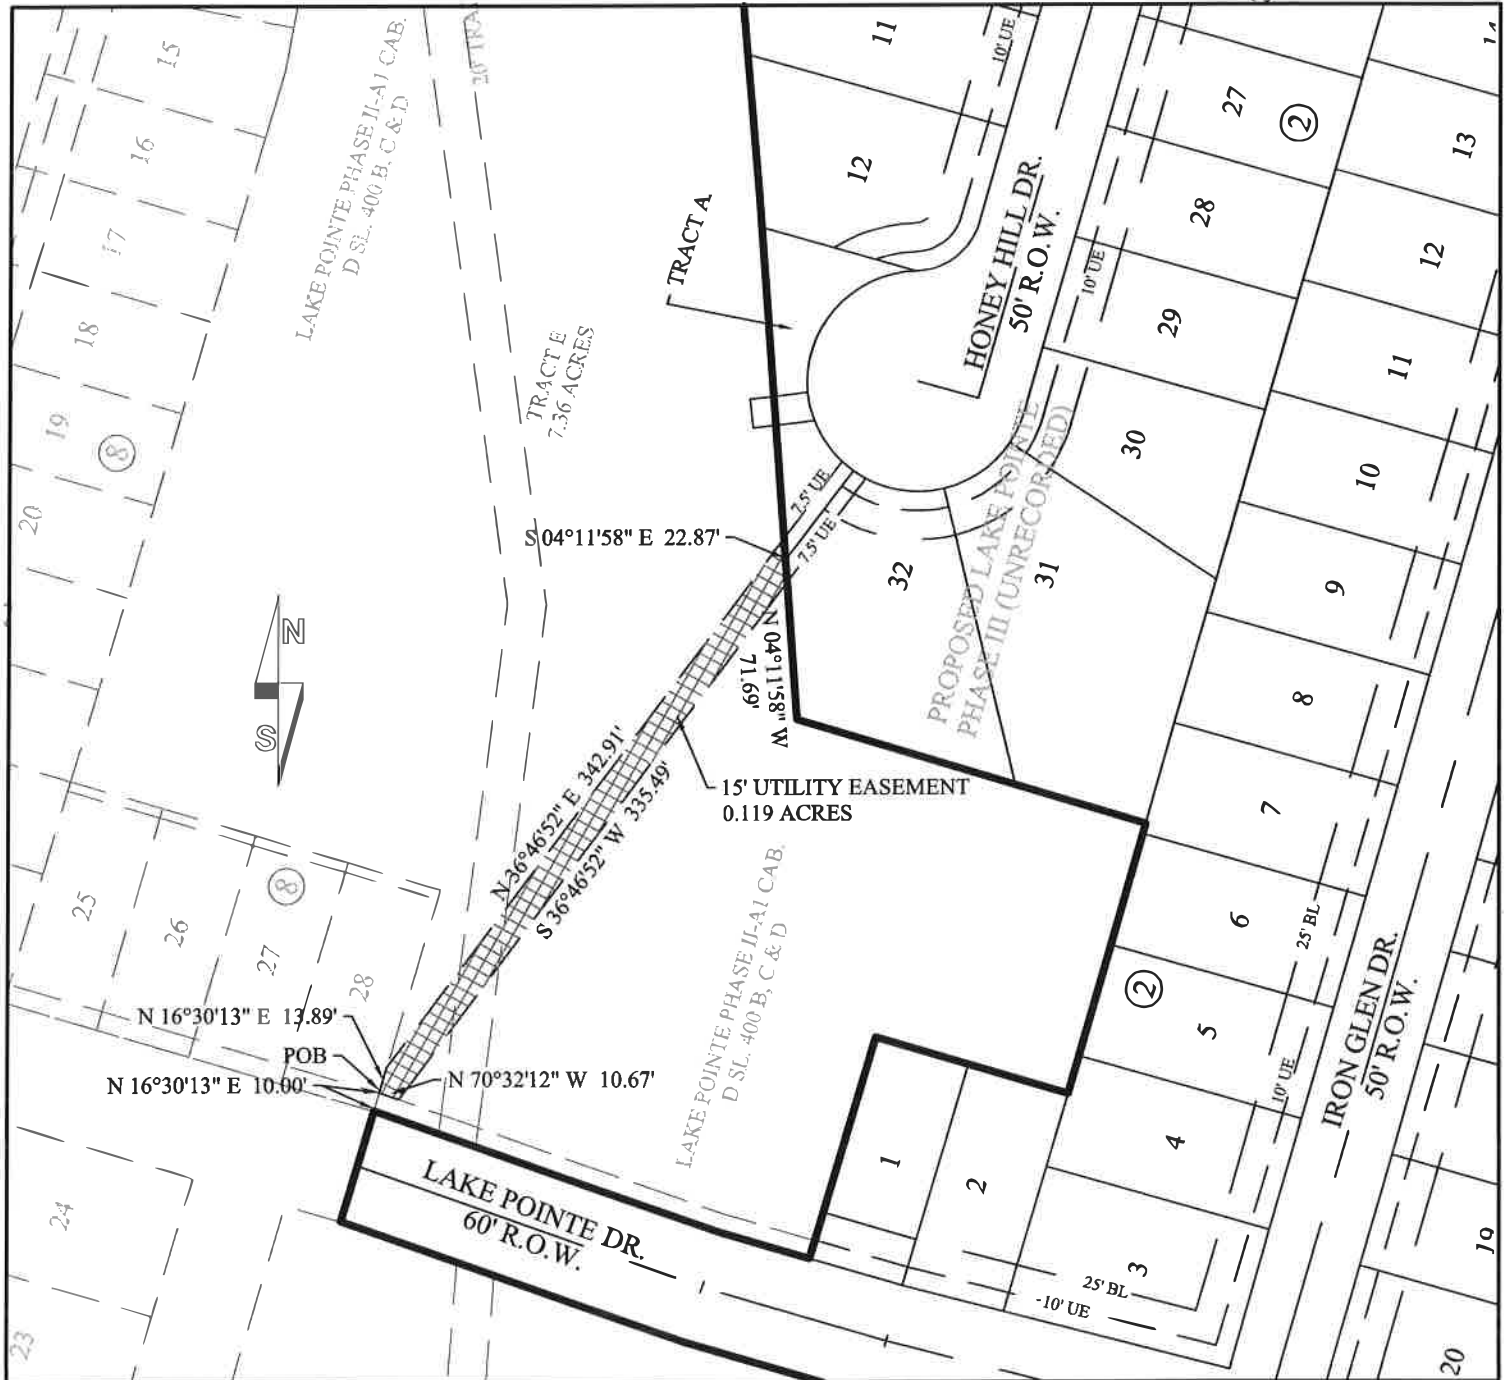 15
16
17
18
19
8
20
LAKE POINTE PHASE II-A1 CAB.
D SL. 400 B, C & D
20' TRA
TRACT E
7.36 ACRES
TRACT A
11
12
10' UE
HONEY HILL DR.
50' R.O.W.
27
2
28
10' UE
29
30
31
32
14
13
12
11
10
9
8
7
6
5
4
3
PROPOSED LAKE POINTE
PHASE III (UNRECORDED)
7.5' UE
7.5' UE
S 04°11'58" E 22.87'
N 04°11'58" W
71.69'
N
S
N 36°46'52" E 342.91'
S 36°46'52" W 335.49'
15' UTILITY EASEMENT
0.119 ACRES
LAKE POINTE PHASE II-A1 CAB.
D SL. 400 B, C & D
25
26
27
28
8
N 16°30'13" E 13.89'
POB
N 16°30'13" E 10.00'
N 70°32'12" W 10.67'
24
23
LAKE POINTE DR.
60' R.O.W.
1
2
2
25' BL
10' UE
IRON GLEN DR.
50' R.O.W.
25' BL
10' UE
19
20